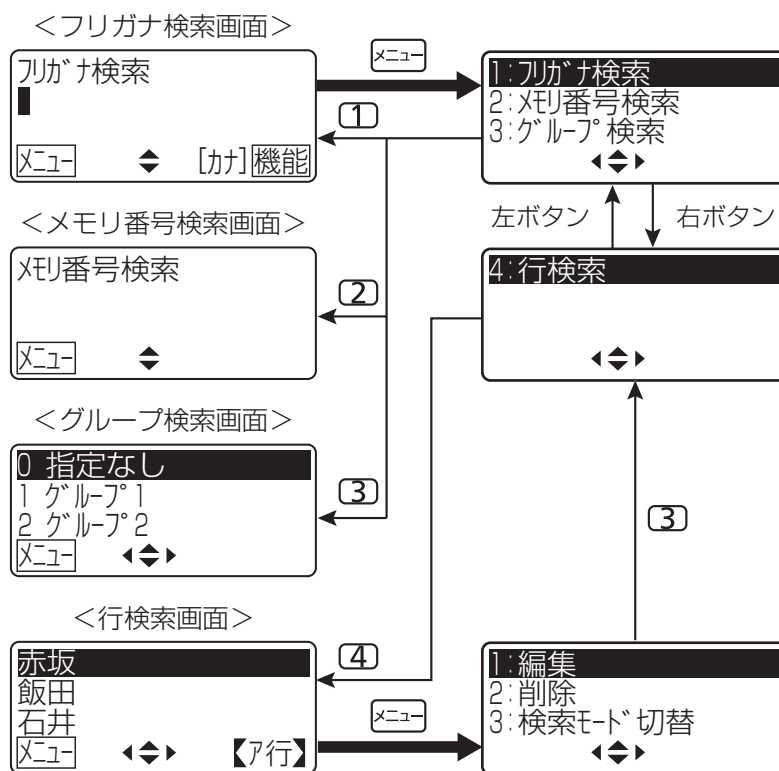 ＜フリガナ検索画面＞
ﾌﾘｶﾞﾅ検索
ﾒﾆｭｰ [ｶﾅ] 機能
メニュー
1:ﾌﾘｶﾞﾅ検索
2:ﾒﾓﾘ番号検索
3:ｸﾞﾙｰﾌﾟ検索
1
左ボタン
右ボタン
＜メモリ番号検索画面＞
ﾒﾓﾘ番号検索
ﾒﾆｭｰ
2
4:行検索
＜グループ検索画面＞
0 指定なし
1 ｸﾞﾙｰﾌﾟ1
2 ｸﾞﾙｰﾌﾟ2
ﾒﾆｭｰ
3
3
＜行検索画面＞
赤坂
飯田
石井
ﾒﾆｭｰ 【ｱ行】
4
メニュー
1:編集
2:削除
3:検索ﾓｰﾄﾞ切替